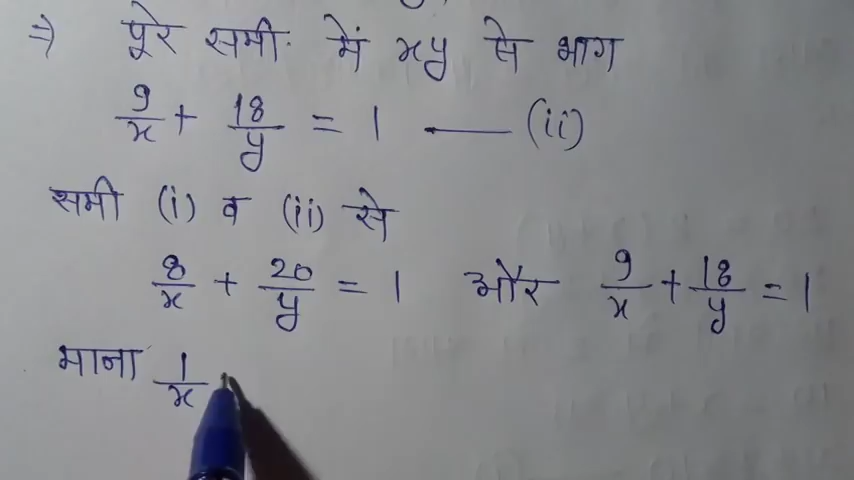 ⇒ पूरे समी. में xy से भाग
9/x + 18/y = 1 —— (ii)
समी (i) व (ii) से
8/x + 20/y = 1 और 9/x + 18/y = 1
माना 1/x